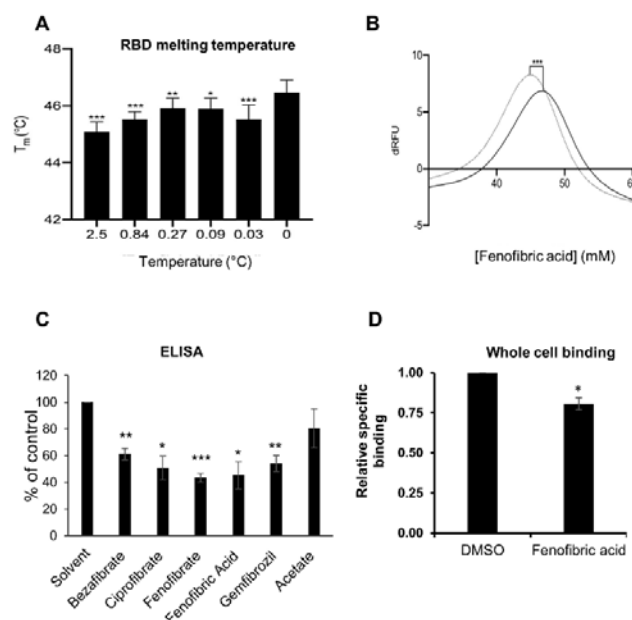 A
RBD melting temperature
48
46
44
42
Tm(°C)
***
***
**
*
***
2.5
0.84
0.27
0.09
0.03
0
Temperature (°C)
B
***
10
5
0
-5
dRFU
40
50
60
[Fenofibric acid] (mM)
C
ELISA
120
100
80
60
40
20
0
% of control
**
*
***
*
**
Solvent
Bezafibrate
Ciprofibrate
Fenofibrate
Fenofibric Acid
Gemfibrozil
Acetate
D
Whole cell binding
1.00
0.75
0.50
0.25
0.00
Relative specific
binding
*
DMSO
Fenofibric acid